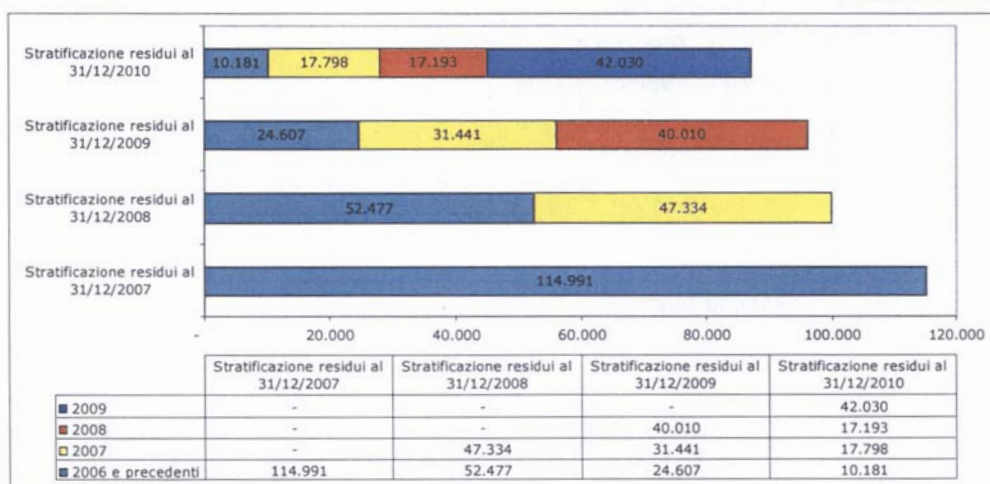 Stratificazione residui al
31/12/2010
10.181 17.798 17.193 42.030
Stratificazione residui al
31/12/2009
24.607 31.441 40.010
Stratificazione residui al
31/12/2008
52.477 47.334
Stratificazione residui al
31/12/2007
114.991
- 20.000 40.000 60.000 80.000 100.000 120.000
Stratificazione residui al Stratificazione residui al Stratificazione residui al Stratificazione residui al
31/12/2007 31/12/2008 31/12/2009 31/12/2010
2009 - - - 42.030
2008 - - 40.010 17.193
2007 - 47.334 31.441 17.798
2006 e precedenti 114.991 52.477 24.607 10.181